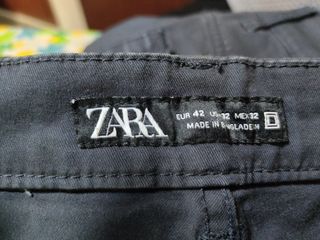 ZARA
EUR 42 US 32 MEX 32
MADE IN BANGLADESH